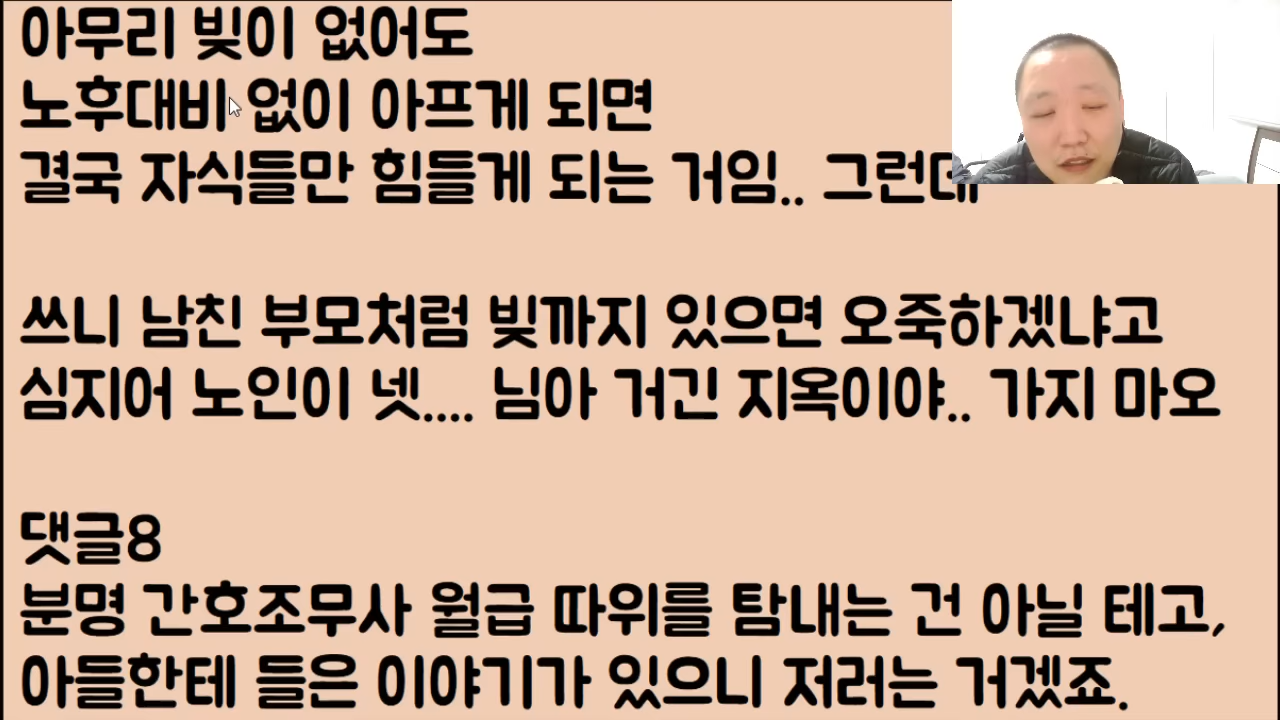 아무리 빚이 없어도
노후대비 없이 아프게 되면
결국 자식들만 힘들게 되는 거임.. 그런데
쓰니 남친 부모처럼 빚까지 있으면 오죽하겠냐고
심지어 노인이 넷.... 님아 거긴 지옥이야.. 가지 마오
댓글8
분명 간호조무사 월급 따위를 탐내는 건 아닐 테고,
아들한테 들은 이야기가 있으니 저러는 거겠죠.